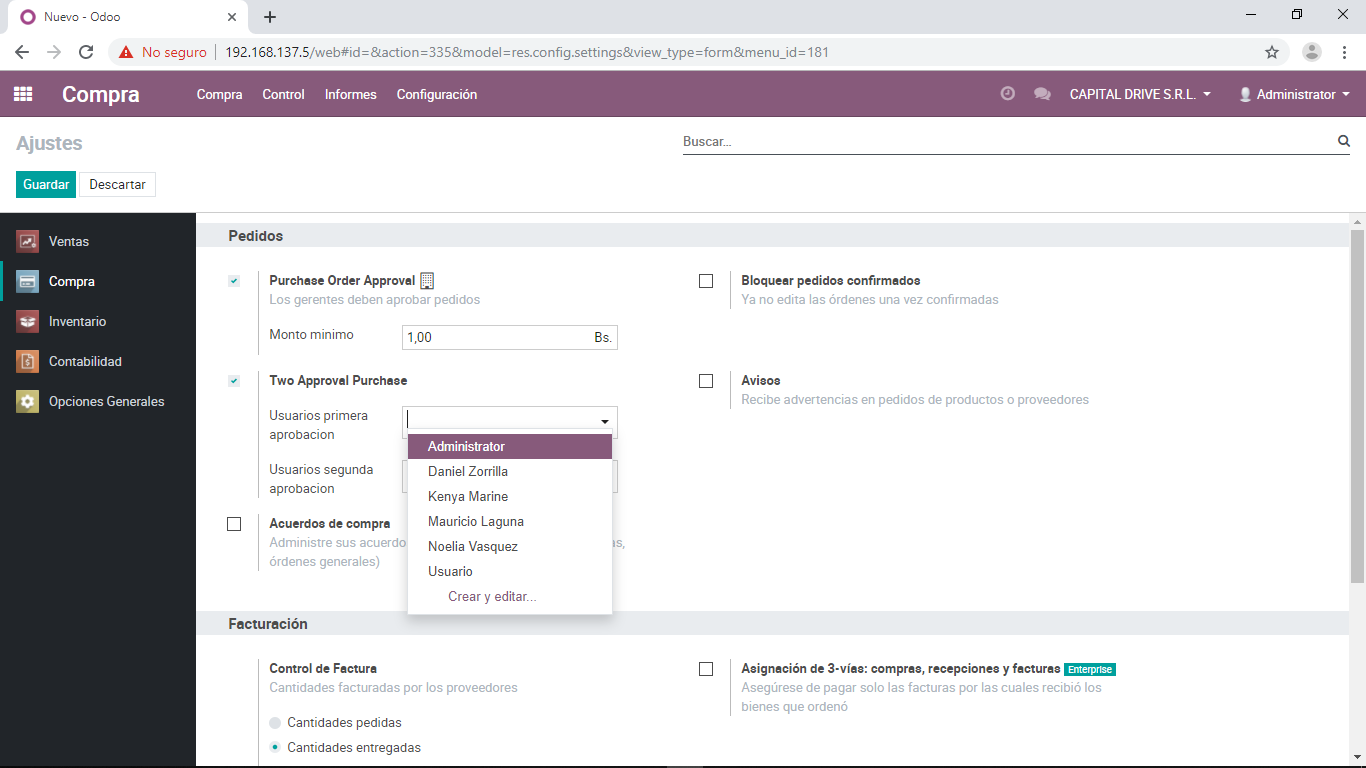 Nuevo - Odoo
No seguro
192.168.137.5/web#id=&action=335&model=res.config.settings&view_type=form&menu_id=181
Compra
Compra
Control
Informes
Configuración
CAPITAL DRIVE S.R.L.
Administrator
Ajustes
Buscar...
Guardar
Descartar
Ventas
Compra
Inventario
Contabilidad
Opciones Generales
Pedidos
Purchase Order Approval
Los gerentes deben aprobar pedidos
Monto minimo
1,00
Bs.
Bloquear pedidos confirmados
Ya no edita las órdenes una vez confirmadas
Two Approval Purchase
Usuarios primera
aprobacion
Usuarios segunda
aprobacion
Administrator
Daniel Zorrilla
Kenya Marine
Mauricio Laguna
Noelia Vasquez
Usuario
Crear y editar...
Avisos
Recibe advertencias en pedidos de productos o proveedores
Acuerdos de compra
Administre sus acuerdo
órdenes generales)
Facturación
Control de Factura
Cantidades facturadas por los proveedores
Cantidades pedidas
Cantidades entregadas
Asignación de 3-vías: compras, recepciones y facturas Enterprise
Asegúrese de pagar solo las facturas por las cuales recibió los
bienes que ordenó